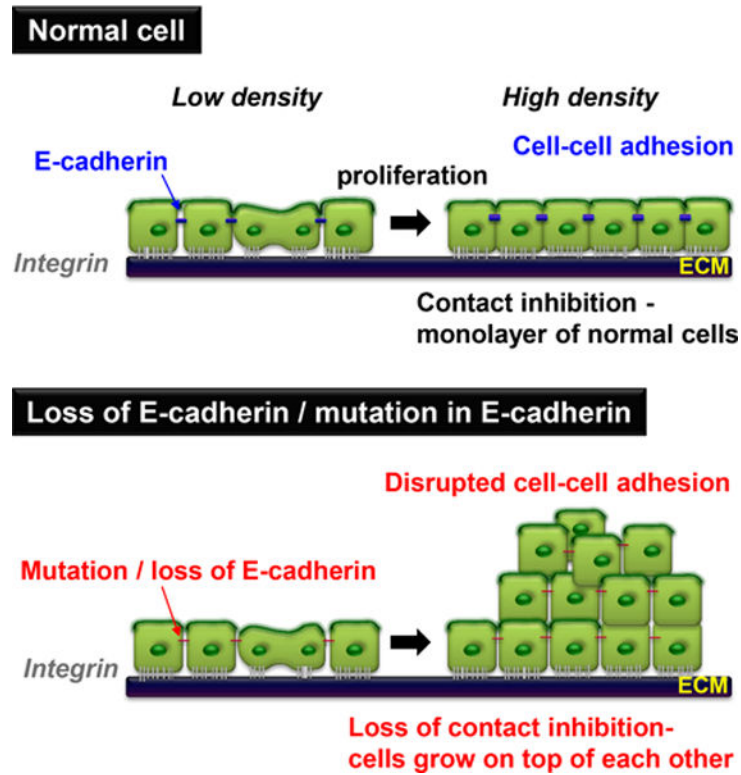 Normal cell
Low density
High density
E-cadherin
Cell-cell adhesion
proliferation
Integrin
ECM
Contact inhibition -
monolayer of normal cells
Loss of E-cadherin / mutation in E-cadherin
Disrupted cell-cell adhesion
Mutation / loss of E-cadherin
Integrin
ECM
Loss of contact inhibition-
cells grow on top of each other